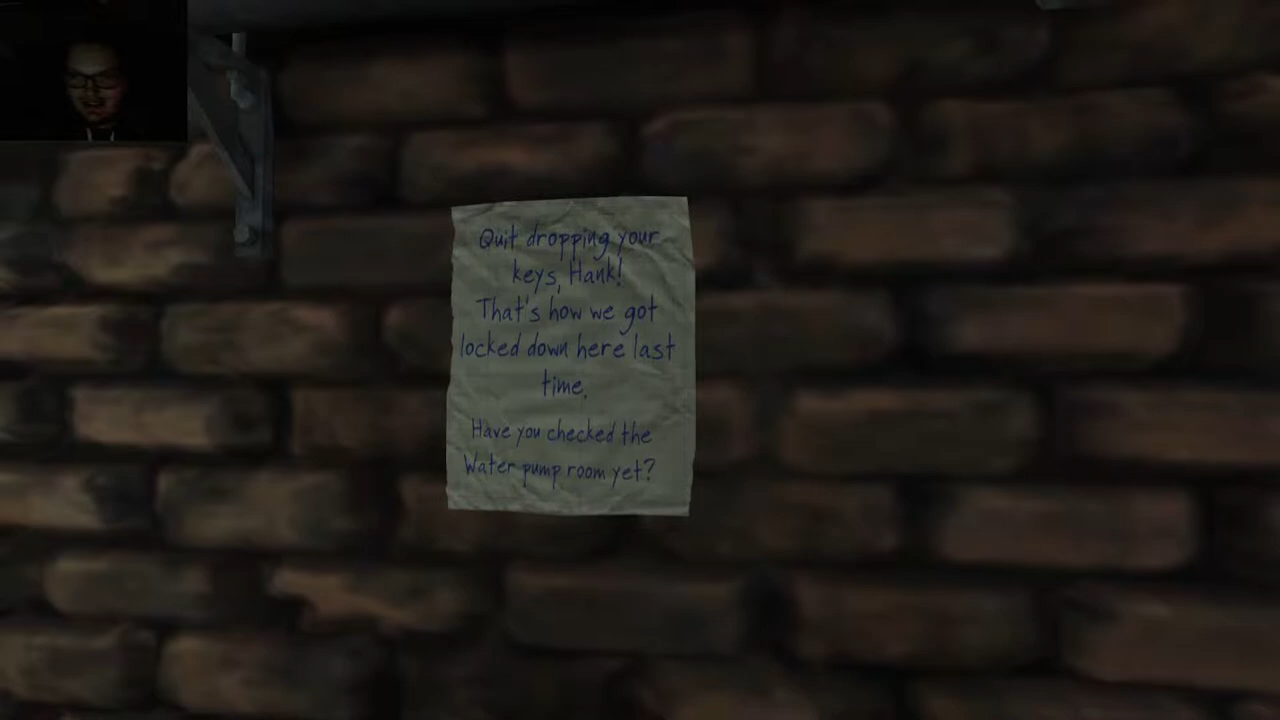 Quit dropping your
keys, Hank!
That's how we got
locked down here last
time.
Have you checked the
Water pump room yet?